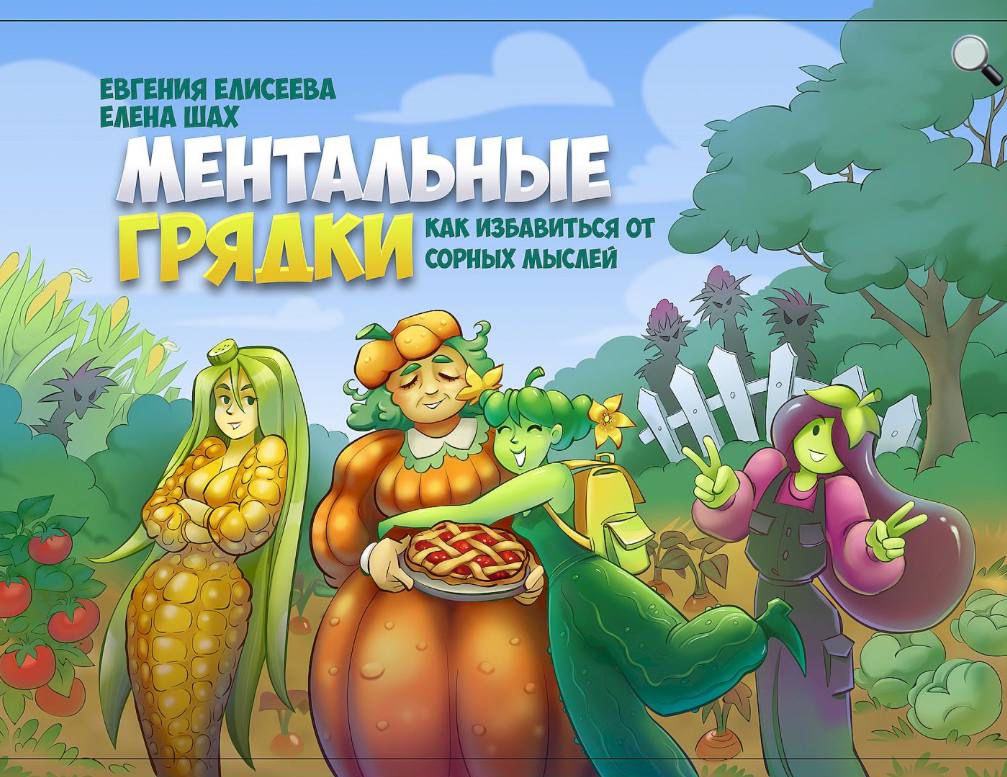 ЕВГЕНИЯ ЕЛИСЕЕВА
ЕЛЕНА ШАХ
МЕНТАЛЬНЫЕ
ГРЯДКИ
КАК ИЗБАВИТЬСЯ ОТ
СОРНЫХ МЫСЛЕЙ